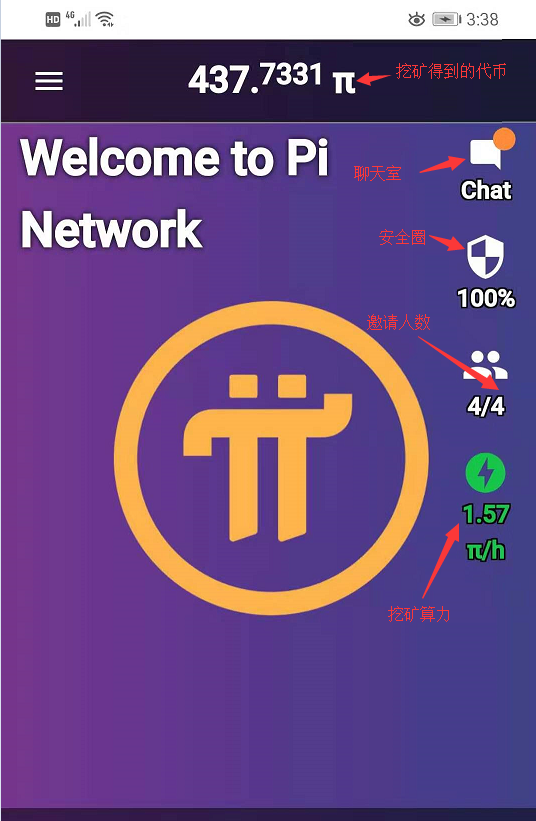 HD 4G 3:38
437.7331 π
挖矿得到的代币
Welcome to Pi
Network
聊天室
Chat
安全圈
100%
邀请人数
4/4
1.57
π/h
挖矿算力